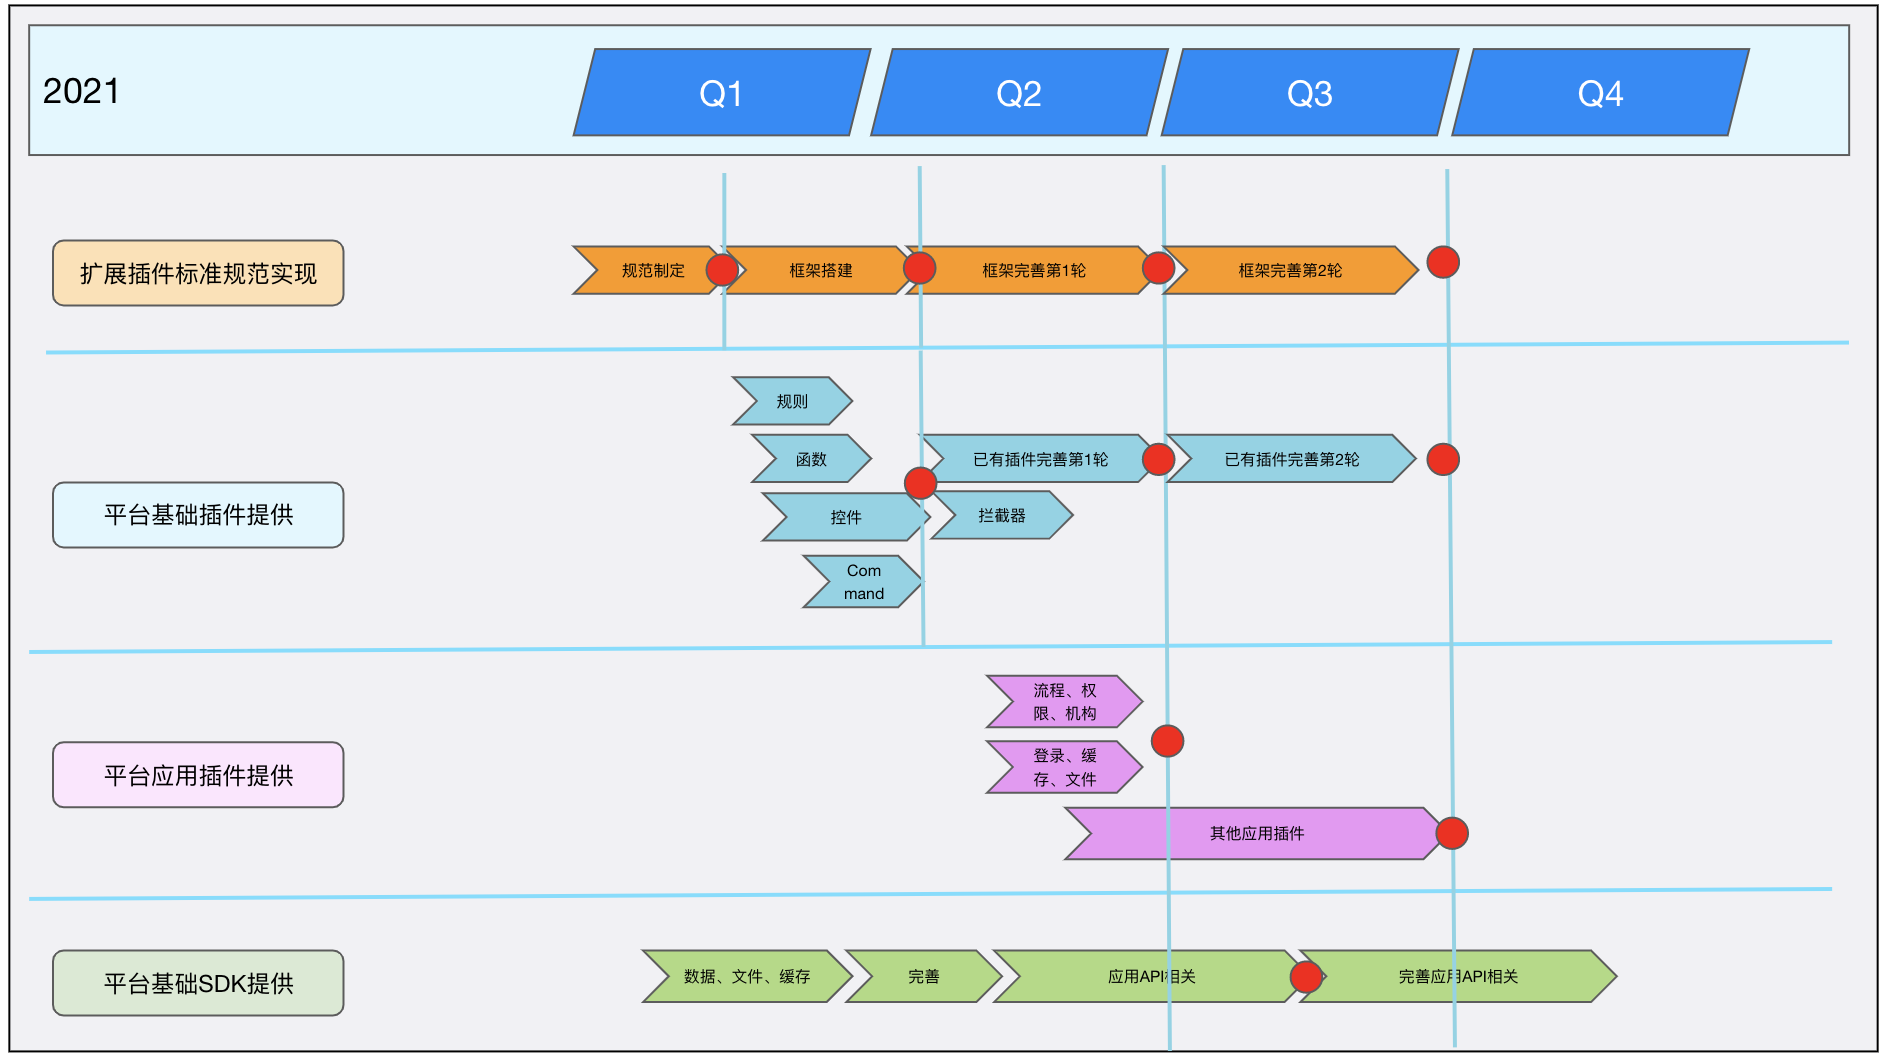 2021
Q1
Q2
Q3
Q4
扩展插件标准规范实现
规范制定
框架搭建
框架完善第1轮
框架完善第2轮
平台基础插件提供
规则
函数
已有插件完善第1轮
已有插件完善第2轮
控件
拦截器
Com
mand
平台应用插件提供
流程、权
限、机构
登录、缓
存、文件
其他应用插件
平台基础SDK提供
数据、文件、缓存
完善
应用API相关
完善应用API相关